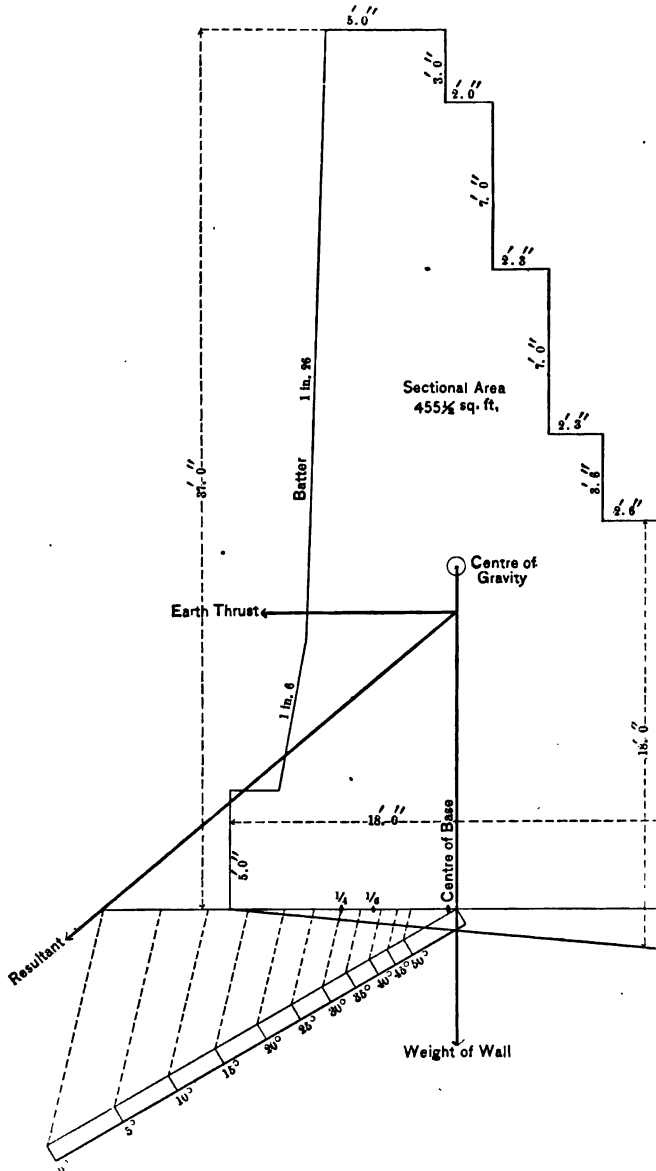 5'.0"
3'.0"
2'.0"
7'.0"
2'.3"
1 in. 26
Batter
Sectional Area
455½ sq. ft.
7'.0"
2'.3"
37'.0"
3'.6"
2'.6"
Centre of
Gravity
Earth Thrust
1 in. 6
18'.0"
18'.0"
Centre of Base
5'.0"
1/4
1/6
Resultant
50°
45°
40°
35°
30°
25°
20°
15°
10°
5°
Weight of Wall